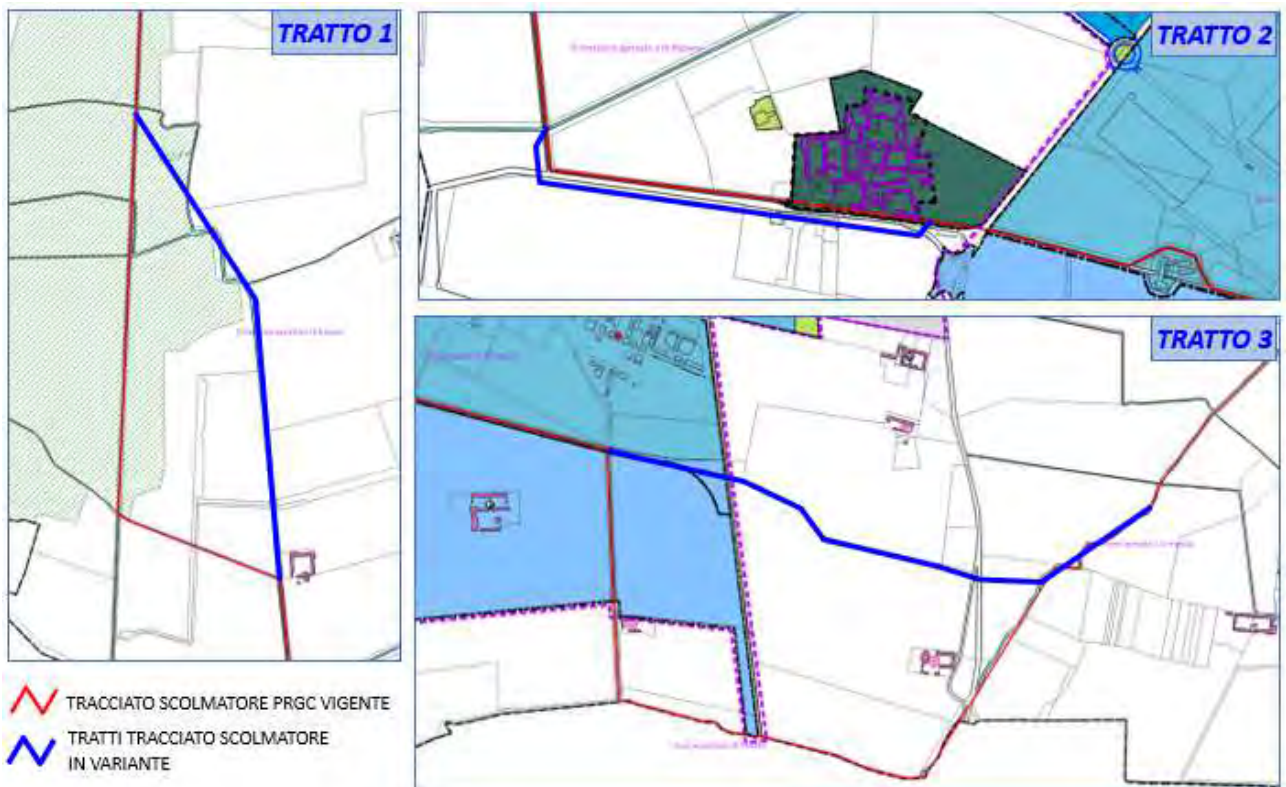 TRATTO 1
TRATTO 2
TRATTO 3
TRACCIATO SCOLMATORE PRGC VIGENTE
TRATTI TRACCIATO SCOLMATORE
IN VARIANTE